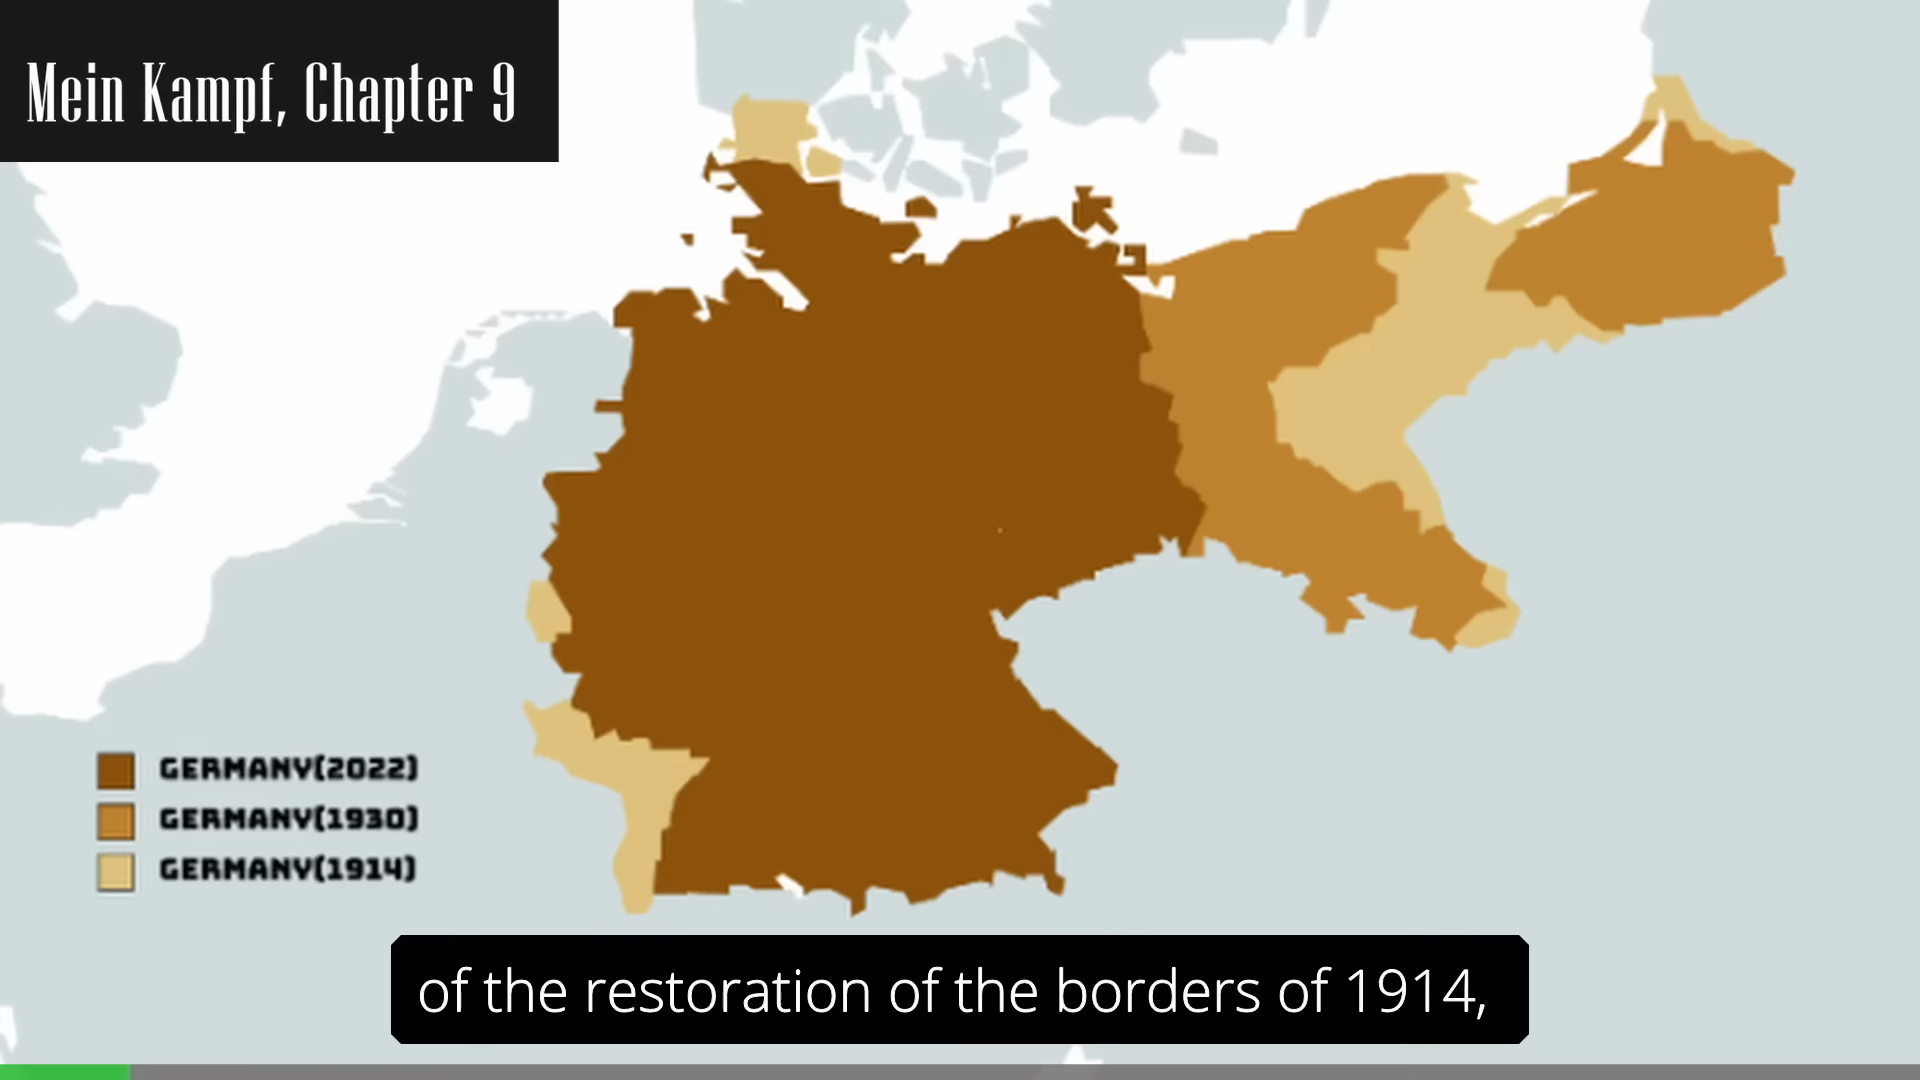 Mein Kampf, Chapter 9
GERMANY(2022)
GERMANY(1930)
GERMANY(1914)
of the restoration of the borders of 1914,